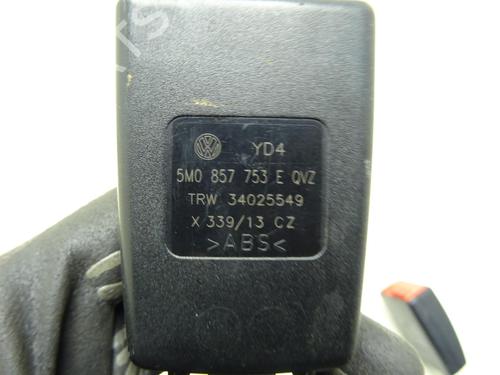 YD4
5M0 857 753 E QVZ
TRW 34025549
X 339/13 CZ
>ABS<